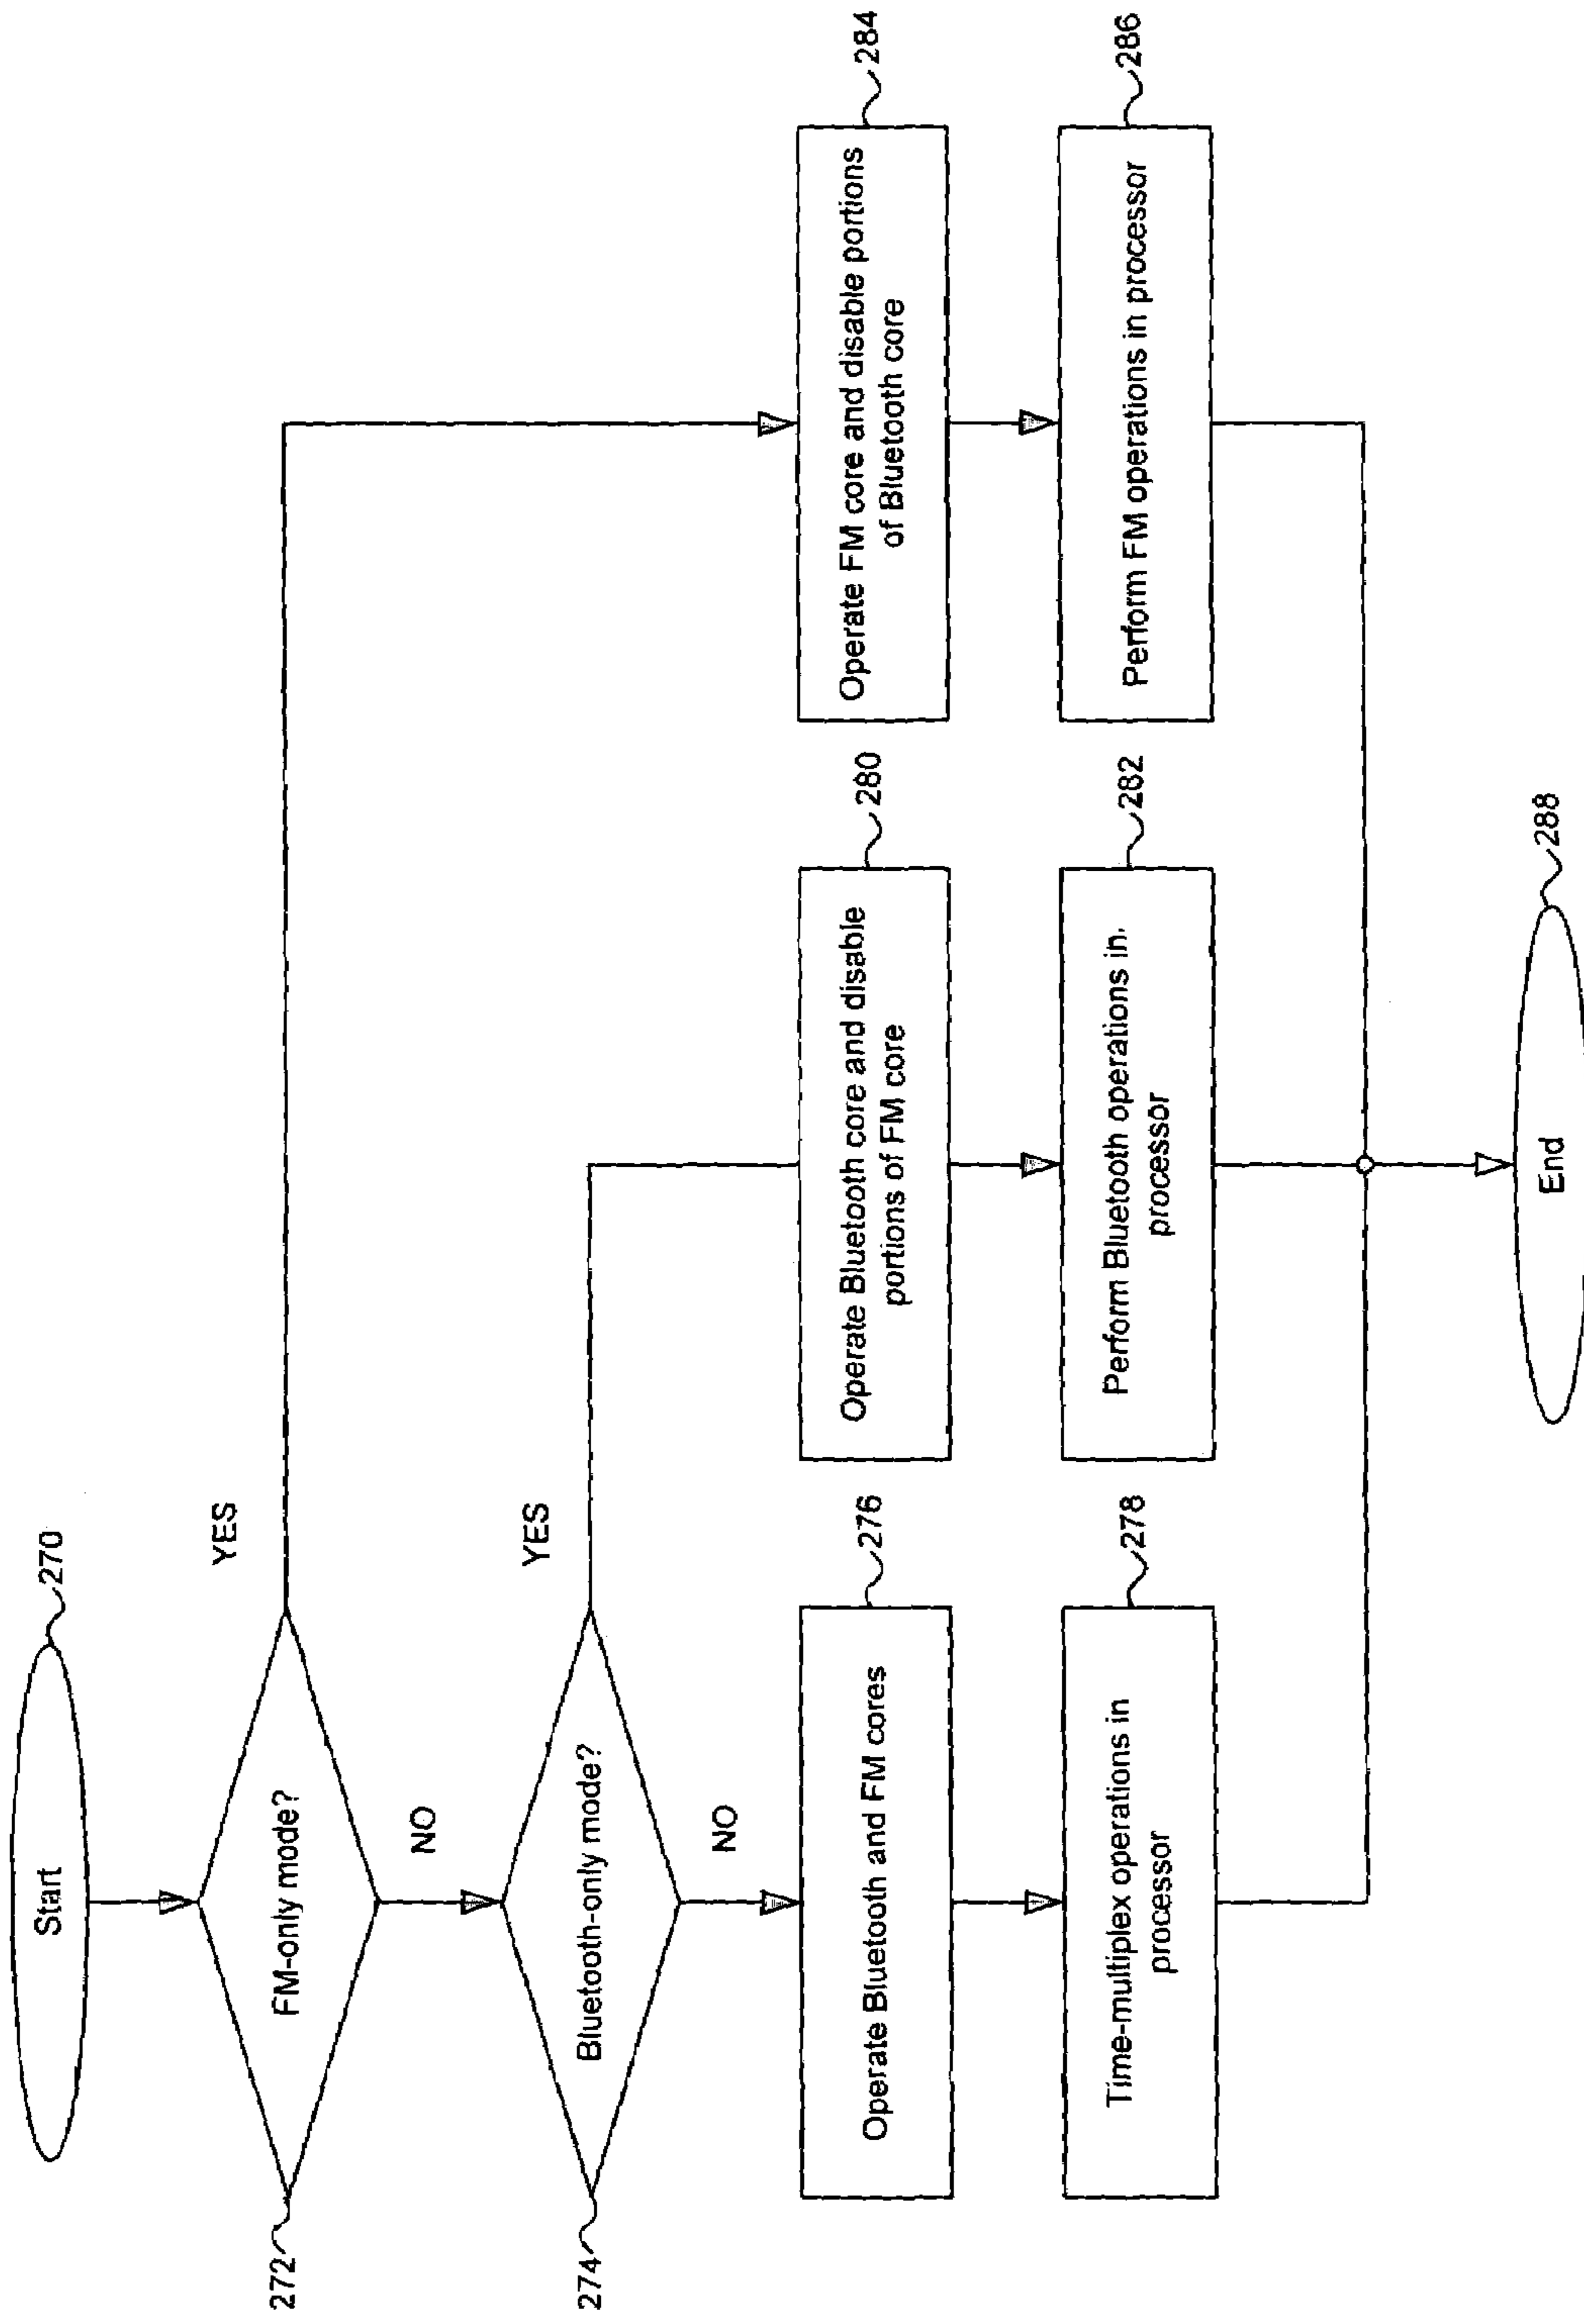 Start
270
FM-only mode?
272
YES
NO
Bluetooth-only mode?
274
YES
NO
Operate Bluetooth and FM cores
276
Operate Bluetooth core and disable
portions of FM core
280
Operate FM core and disable portions
of Bluetooth core
284
Time-multiplex operations in
processor
278
Perform Bluetooth operations in
processor
282
Perform FM operations in processor
286
End
288